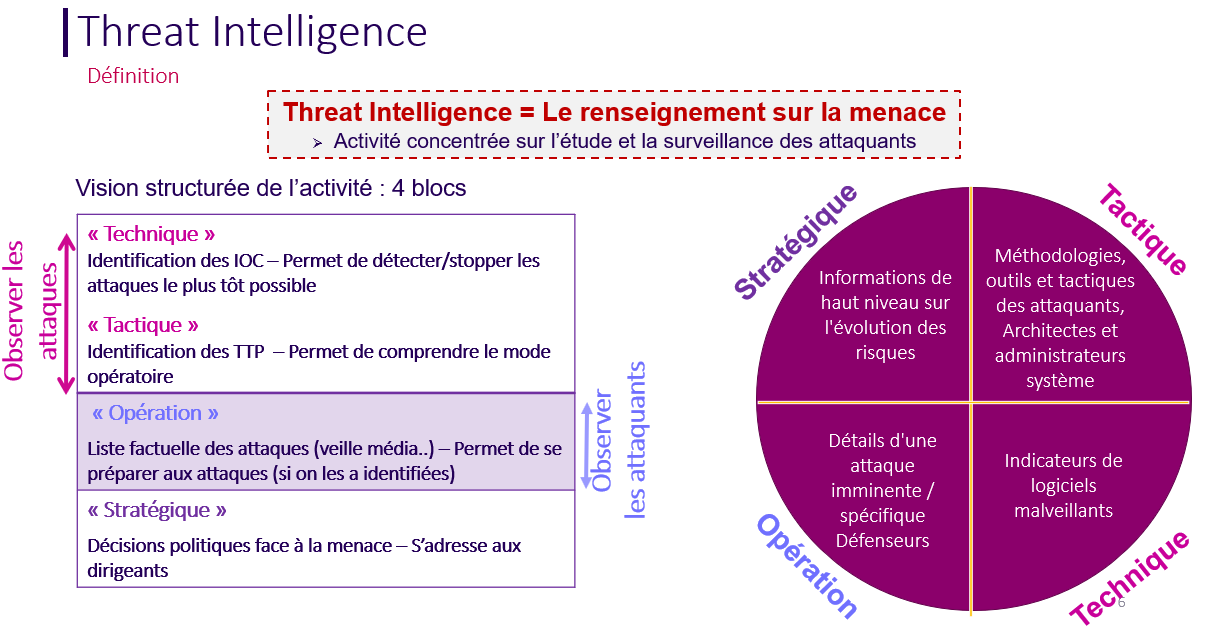 Threat Intelligence
Définition
Threat Intelligence = Le renseignement sur la menace
➢ Activité concentrée sur l’étude et la surveillance des attaquants
Vision structurée de l’activité : 4 blocs
Observer les
attaques
« Technique »
Identification des IOC – Permet de détecter/stopper les
attaques le plus tôt possible
« Tactique »
Identification des TTP – Permet de comprendre le mode
opératoire
« Opération »
Liste factuelle des attaques (veille média..) – Permet de se
préparer aux attaques (si on les a identifiées)
« Stratégique »
Décisions politiques face à la menace – S’adresse aux
dirigeants
Observer
les attaquants
Stratégique
Informations de
haut niveau sur
l'évolution des
risques
Tactique
Méthodologies,
outils et tactiques
des attaquants,
Architectes et
administrateurs
système
Opération
Détails d'une
attaque
imminente /
spécifique
Défenseurs
Technique
Indicateurs de
logiciels
malveillants
6